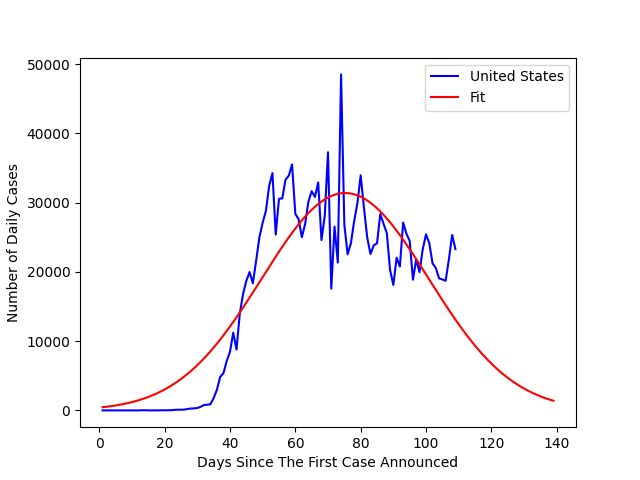 United States
Fit
Number of Daily Cases
50000
40000
30000
20000
10000
0
0 20 40 60 80 100 120 140
Days Since The First Case Announced